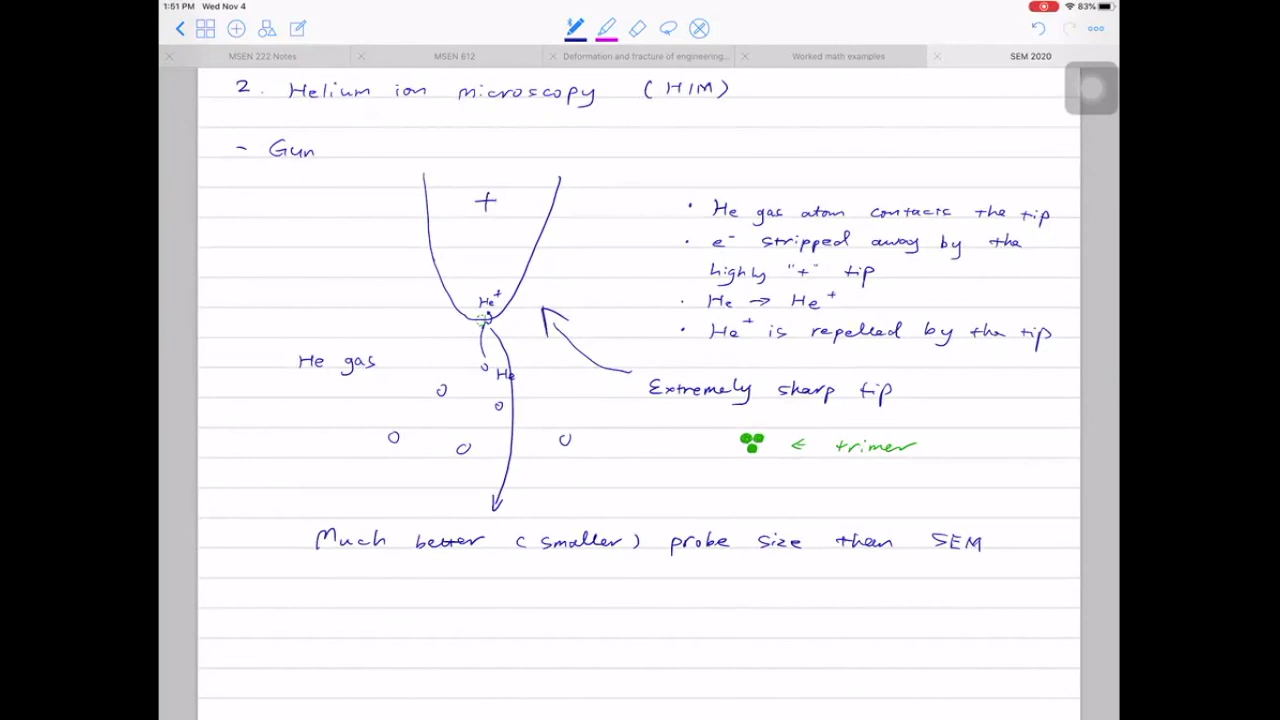 1:51 PM Wed Nov 4
83%
MSEN 222 Notes
MSEN 612
Deformation and fracture of engineering...
Worked math examples
SEM 2020
2. Helium ion microscopy (HIM)
- Gun
+
He+
He gas
He
• He gas atom contacts the tip
• e- stripped away by the
highly "+" tip
• He → He+
• He+ is repelled by the tip
Extremely sharp tip
← trimer
Much better (smaller) probe size than SEM